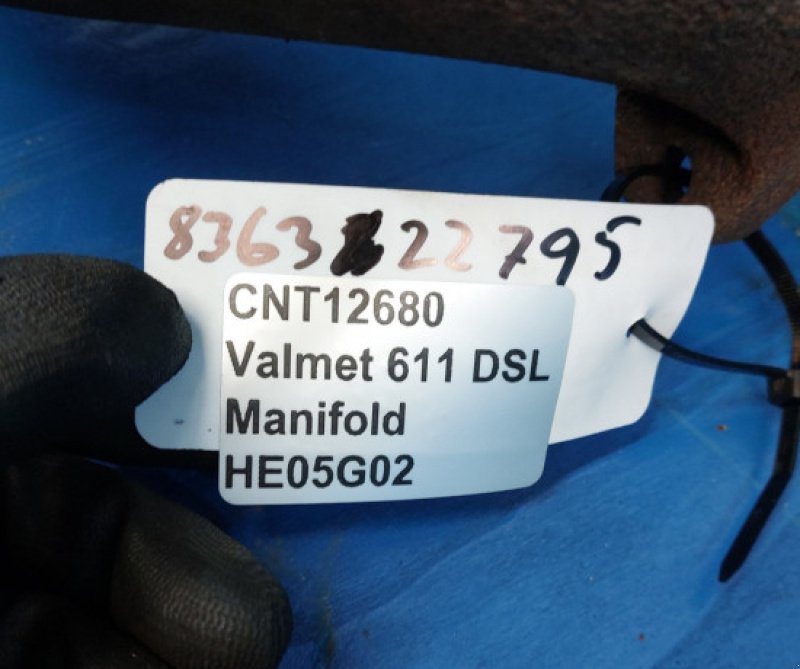 8363 22795
CNT12680
Valmet 611 DSL
Manifold
HE05G02